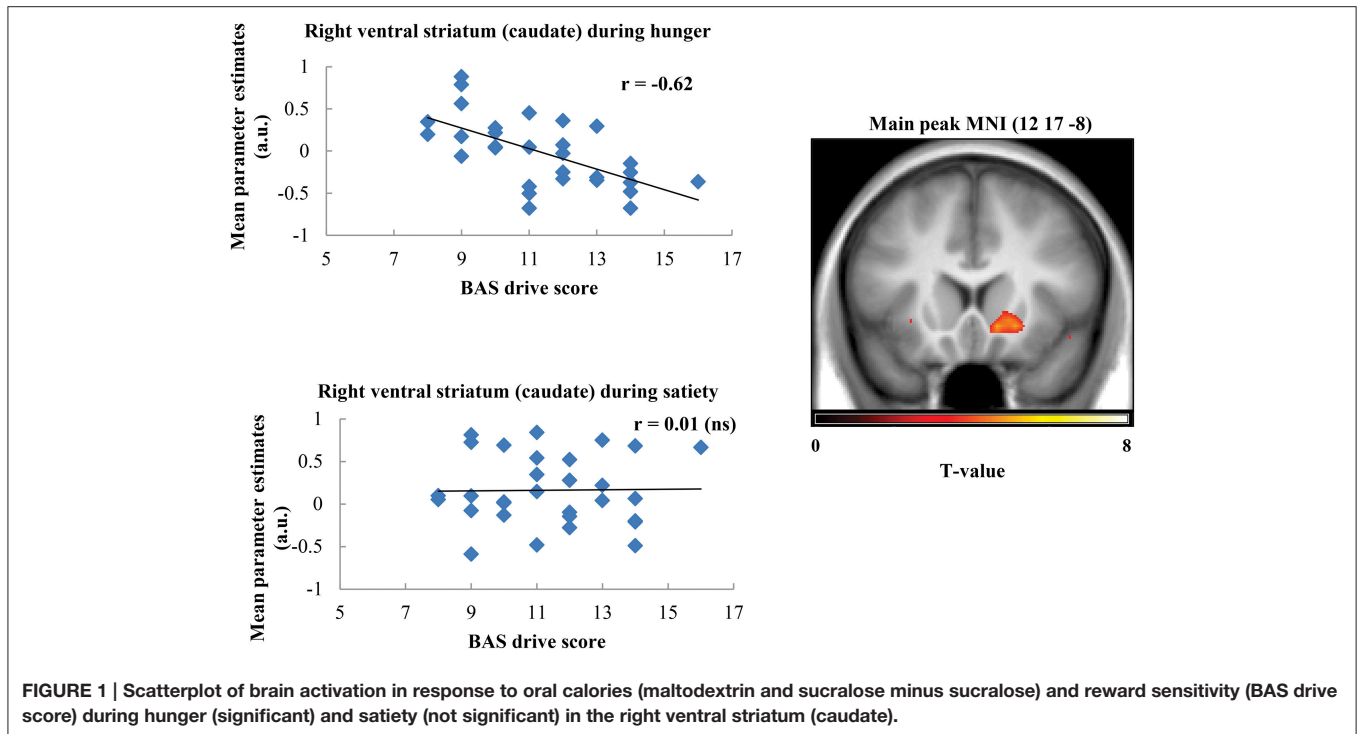 Right ventral striatum (caudate) during hunger
Mean parameter estimates
(a.u.)
1
0.5
0
-0.5
-1
r = -0.62
5 7 9 11 13 15 17
BAS drive score
Main peak MNI (12 17 -8)
0 8
T-value
Right ventral striatum (caudate) during satiety
Mean parameter estimates
(a.u.)
1
0.5
0
-0.5
-1
r = 0.01 (ns)
5 7 9 11 13 15 17
BAS drive score
FIGURE 1 | Scatterplot of brain activation in response to oral calories (maltodextrin and sucralose minus sucralose) and reward sensitivity (BAS drive
score) during hunger (significant) and satiety (not significant) in the right ventral striatum (caudate).